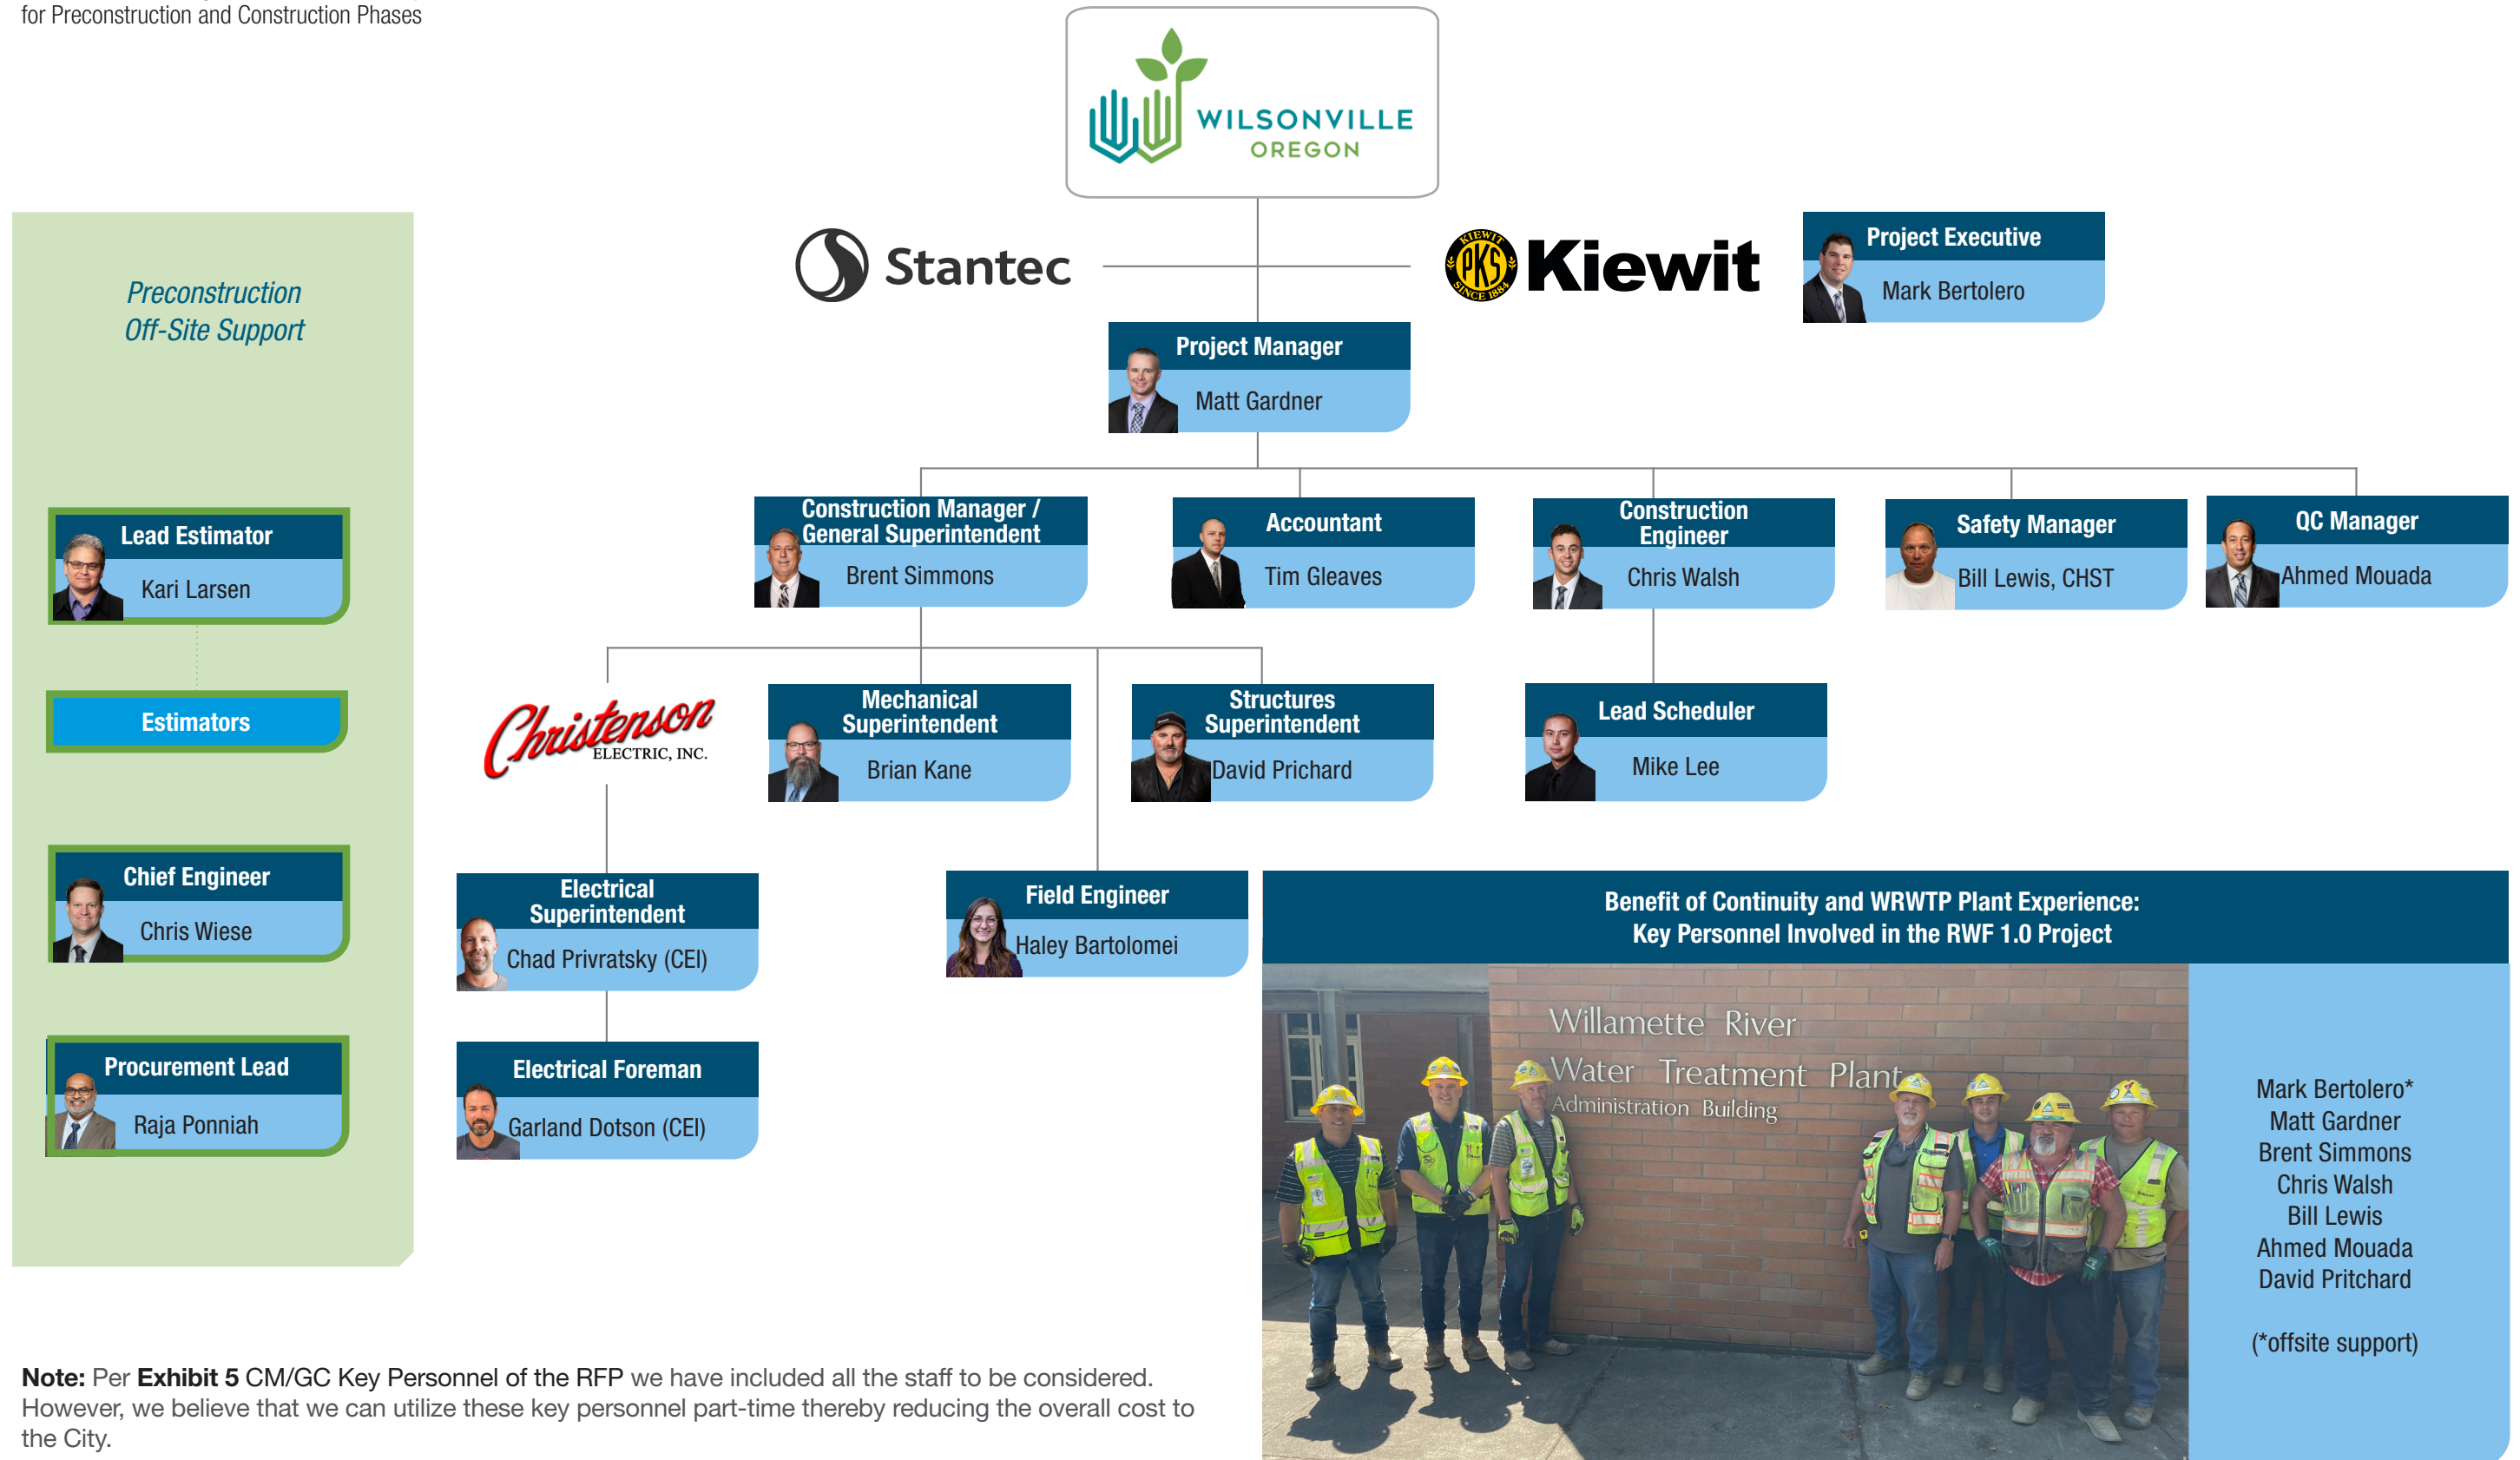 for Preconstruction and Construction Phases
WILSONVILLE
OREGON
Stantec
KIEWIT
PKS
SINCE 1884
Kiewit
Project Executive
Mark Bertolero
Project Manager
Matt Gardner
Preconstruction
Off-Site Support
Lead Estimator
Kari Larsen
Estimators
Chief Engineer
Chris Wiese
Procurement Lead
Raja Ponniah
Construction Manager /
General Superintendent
Brent Simmons
Accountant
Tim Gleaves
Construction
Engineer
Chris Walsh
Safety Manager
Bill Lewis, CHST
QC Manager
Ahmed Mouada
Christenson
ELECTRIC, INC.
Mechanical
Superintendent
Brian Kane
Structures
Superintendent
David Prichard
Lead Scheduler
Mike Lee
Electrical
Superintendent
Chad Privratsky (CEI)
Field Engineer
Haley Bartolomei
Electrical Foreman
Garland Dotson (CEI)
Benefit of Continuity and WRWTP Plant Experience:
Key Personnel Involved in the RWF 1.0 Project
Willamette River
Water Treatment Plant
Administration Building
Mark Bertolero*
Matt Gardner
Brent Simmons
Chris Walsh
Bill Lewis
Ahmed Mouada
David Pritchard
(*offsite support)
Note: Per Exhibit 5 CM/GC Key Personnel of the RFP we have included all the staff to be considered.
However, we believe that we can utilize these key personnel part-time thereby reducing the overall cost to
the City.